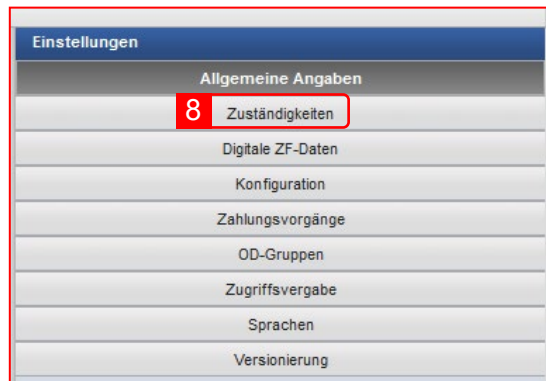 Einstellungen
Allgemeine Angaben
8 Zuständigkeiten
Digitale ZF-Daten
Konfiguration
Zahlungsvorgänge
OD-Gruppen
Zugriffsvergabe
Sprachen
Versionierung